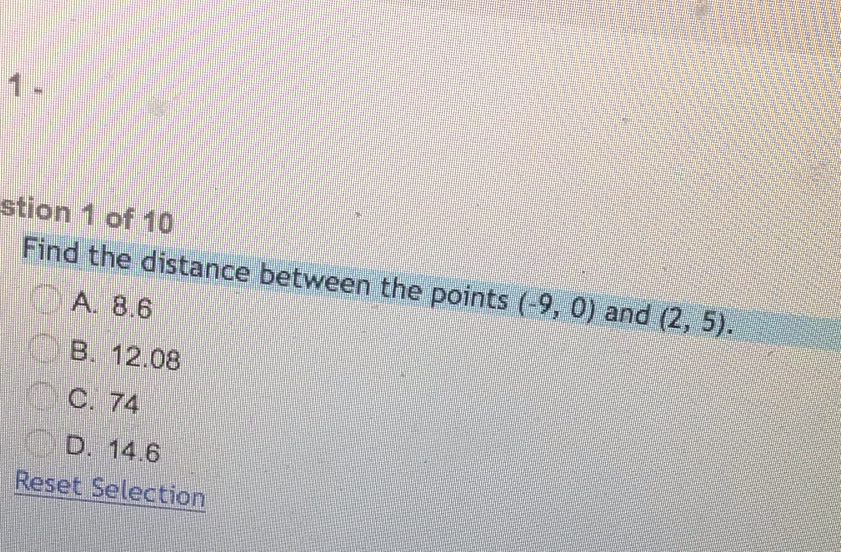 1 -
stion 1 of 10
Find the distance between the points (-9, 0) and (2, 5).
A. 8.6
B. 12.08
C. 74
D. 14.6
Reset Selection